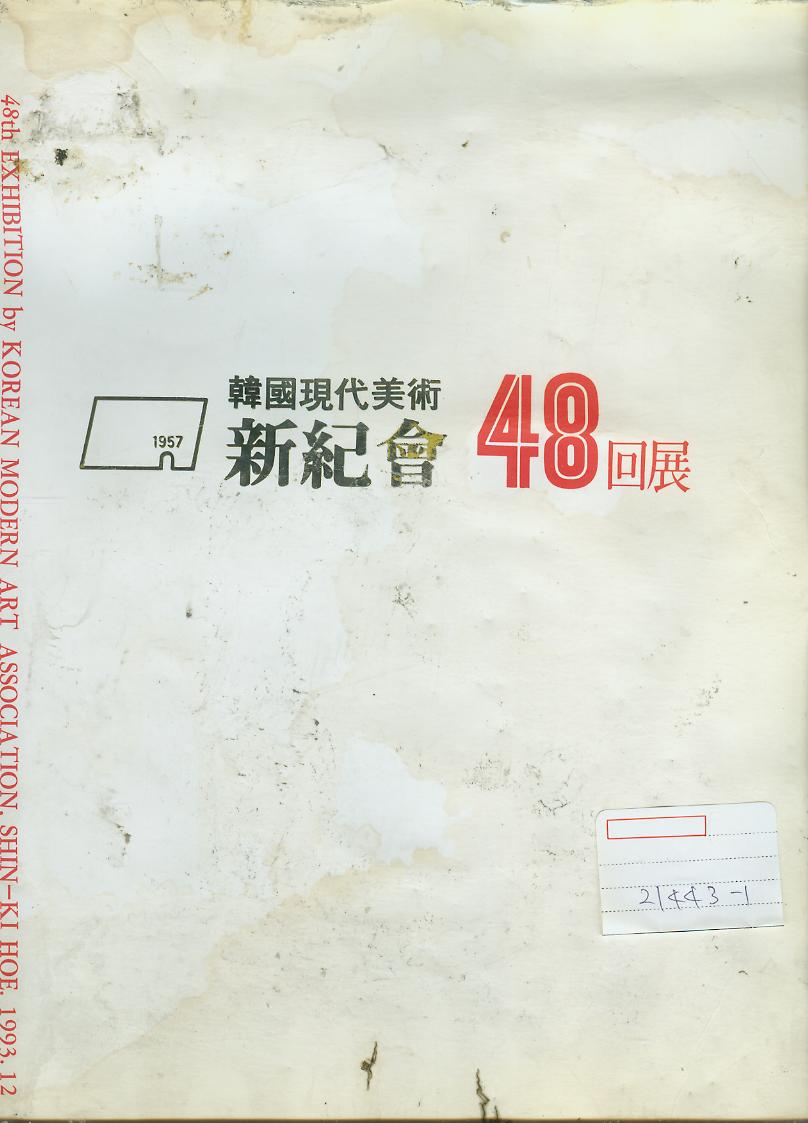 48th EXHIBITION by KOREAN MODERN ART ASSOCIATION, SHIN-KI HOE, 1993.12
1957
韓國現代美術
新紀會
48回展
21443-1